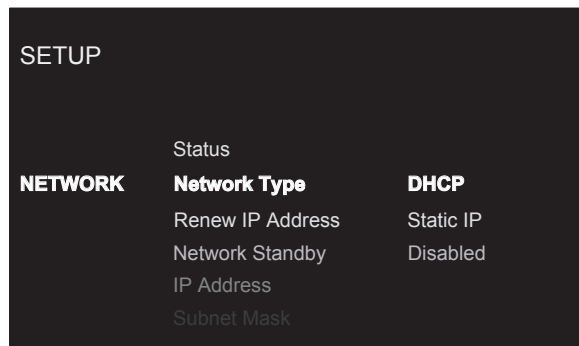 SETUP
Status
NETWORK Network Type DHCP
Renew IP Address Static IP
Network Standby Disabled
IP Address
Subnet Mask